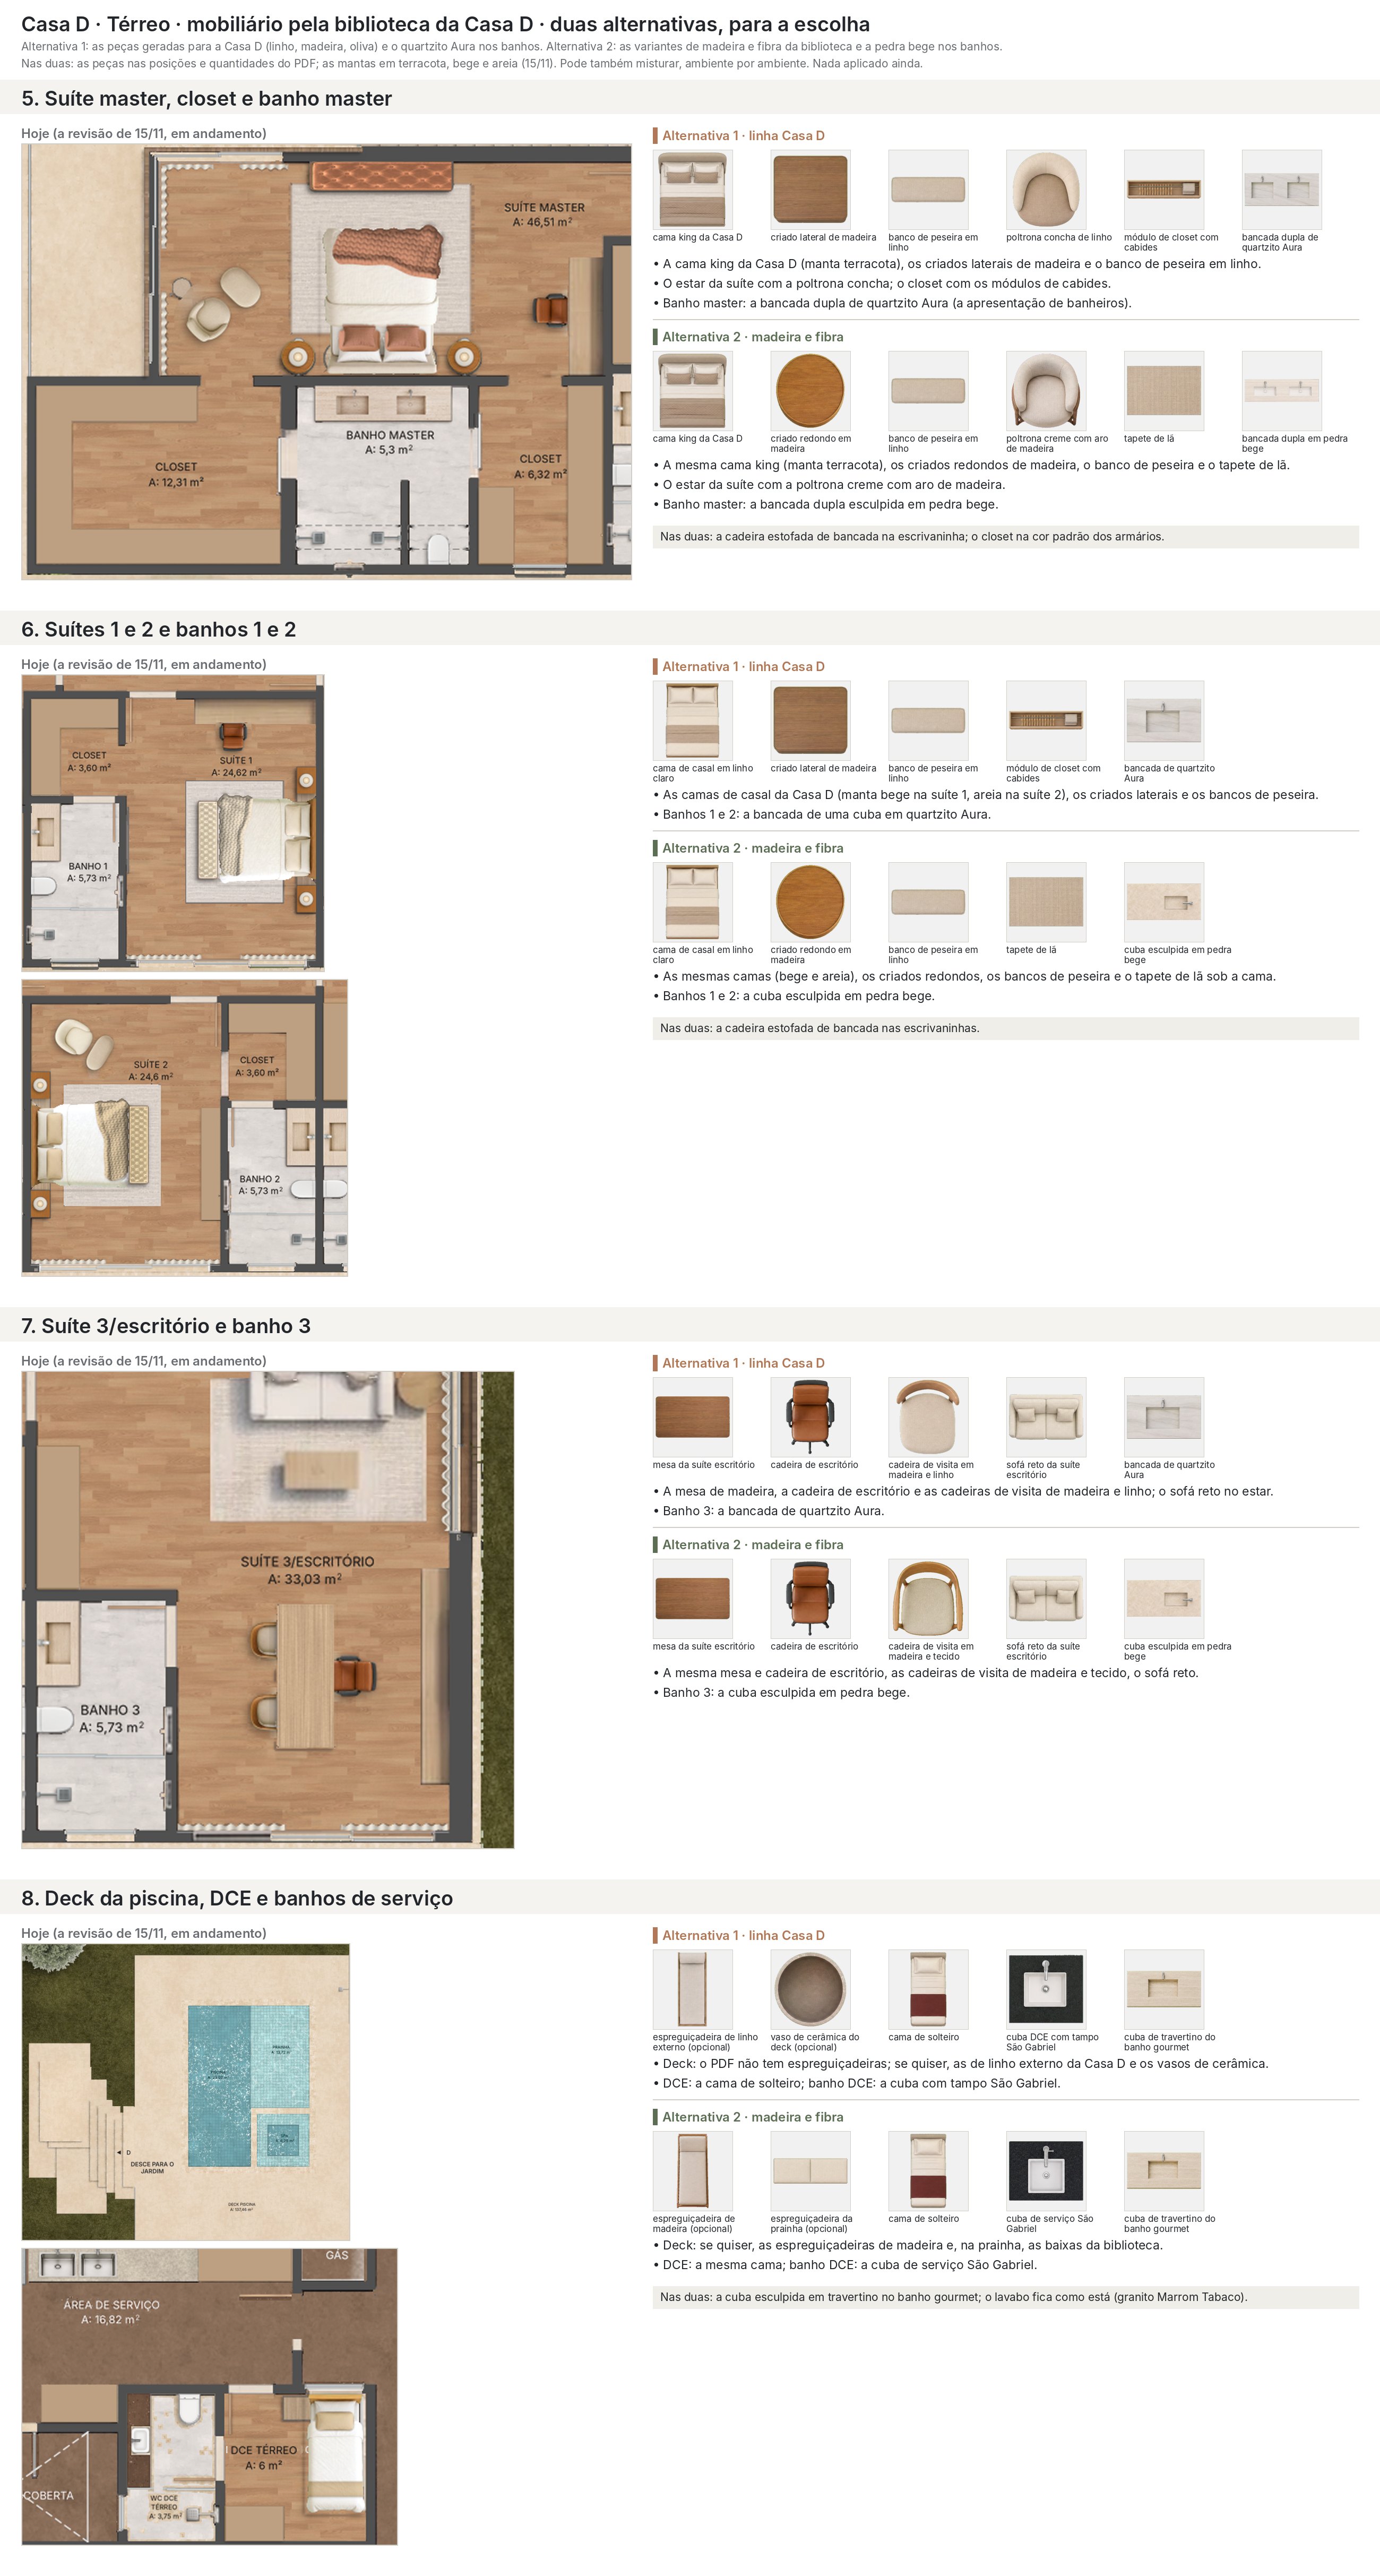 Casa D · Térreo · mobiliário pela biblioteca da Casa D · duas alternativas, para a escolha
Alternativa 1: as peças geradas para a Casa D (linho, madeira, oliva) e o quartzito Aura nos banhos. Alternativa 2: as variantes de madeira e fibra da biblioteca e a pedra bege nos banhos.
Nas duas: as peças nas posições e quantidades do PDF; as mantas em terracota, bege e areia (15/11). Pode também misturar, ambiente por ambiente. Nada aplicado ainda.
5. Suíte master, closet e banho master
Hoje (a revisão de 15/11, em andamento)
SUÍTE MASTER
A: 46,51 m²
BANHO MASTER
A: 5,3 m²
CLOSET
A: 12,31 m²
CLOSET
A: 6,32 m²
Alternativa 1 · linha Casa D
cama king da Casa D
criado lateral de madeira
banco de peseira em
linho
poltrona concha de linho
módulo de closet com
cabides
bancada dupla de
quartzito Aura
• A cama king da Casa D (manta terracota), os criados laterais de madeira e o banco de peseira em linho.
• O estar da suíte com a poltrona concha; o closet com os módulos de cabides.
• Banho master: a bancada dupla de quartzito Aura (a apresentação de banheiros).
Alternativa 2 · madeira e fibra
cama king da Casa D
criado redondo em
madeira
banco de peseira em
linho
poltrona creme com aro
de madeira
tapete de lã
bancada dupla em pedra
bege
• A mesma cama king (manta terracota), os criados redondos de madeira, o banco de peseira e o tapete de lã.
• O estar da suíte com a poltrona creme com aro de madeira.
• Banho master: a bancada dupla esculpida em pedra bege.
Nas duas: a cadeira estofada de bancada na escrivaninha; o closet na cor padrão dos armários.
6. Suítes 1 e 2 e banhos 1 e 2
Hoje (a revisão de 15/11, em andamento)
CLOSET
A: 3,60 m²
SUÍTE 1
A: 24,62 m²
BANHO 1
A: 5,73 m²
SUÍTE 2
A: 24,6 m²
CLOSET
A: 3,60 m²
BANHO 2
A: 5,73 m²
Alternativa 1 · linha Casa D
cama de casal em linho
claro
criado lateral de madeira
banco de peseira em
linho
módulo de closet com
cabides
bancada de quartzito
Aura
• As camas de casal da Casa D (manta bege na suíte 1, areia na suíte 2), os criados laterais e os bancos de peseira.
• Banhos 1 e 2: a bancada de uma cuba em quartzito Aura.
Alternativa 2 · madeira e fibra
cama de casal em linho
claro
criado redondo em
madeira
banco de peseira em
linho
tapete de lã
cuba esculpida em pedra
bege
• As mesmas camas (bege e areia), os criados redondos, os bancos de peseira e o tapete de lã sob a cama.
• Banhos 1 e 2: a cuba esculpida em pedra bege.
Nas duas: a cadeira estofada de bancada nas escrivaninhas.
7. Suíte 3/escritório e banho 3
Hoje (a revisão de 15/11, em andamento)
SUÍTE 3/ESCRITÓRIO
A: 33,03 m²
BANHO 3
A: 5,73 m²
Alternativa 1 · linha Casa D
mesa da suíte escritório
cadeira de escritório
cadeira de visita em
madeira e linho
sofá reto da suíte
escritório
bancada de quartzito
Aura
• A mesa de madeira, a cadeira de escritório e as cadeiras de visita de madeira e linho; o sofá reto no estar.
• Banho 3: a bancada de quartzito Aura.
Alternativa 2 · madeira e fibra
mesa da suíte escritório
cadeira de escritório
cadeira de visita em
madeira e tecido
sofá reto da suíte
escritório
cuba esculpida em pedra
bege
• A mesma mesa e cadeira de escritório, as cadeiras de visita de madeira e tecido, o sofá reto.
• Banho 3: a cuba esculpida em pedra bege.
8. Deck da piscina, DCE e banhos de serviço
Hoje (a revisão de 15/11, em andamento)
PRAINHA
PISCINA
SPA
D
DESCE PARA O
JARDIM
DECK PISCINA
GÁS
ÁREA DE SERVIÇO
A: 16,82 m²
DCE TÉRREO
A: 6 m²
COBERTA
WC DCE
TÉRREO
A: 3,75 m²
Alternativa 1 · linha Casa D
espreguiçadeira de linho
externo (opcional)
vaso de cerâmica do
deck (opcional)
cama de solteiro
cuba DCE com tampo
São Gabriel
cuba de travertino do
banho gourmet
• Deck: o PDF não tem espreguiçadeiras; se quiser, as de linho externo da Casa D e os vasos de cerâmica.
• DCE: a cama de solteiro; banho DCE: a cuba com tampo São Gabriel.
Alternativa 2 · madeira e fibra
espreguiçadeira de
madeira (opcional)
espreguiçadeira da
prainha (opcional)
cama de solteiro
cuba de serviço São
Gabriel
cuba de travertino do
banho gourmet
• Deck: se quiser, as espreguiçadeiras de madeira e, na prainha, as baixas da biblioteca.
• DCE: a mesma cama; banho DCE: a cuba de serviço São Gabriel.
Nas duas: a cuba esculpida em travertino no banho gourmet; o lavabo fica como está (granito Marrom Tabaco).